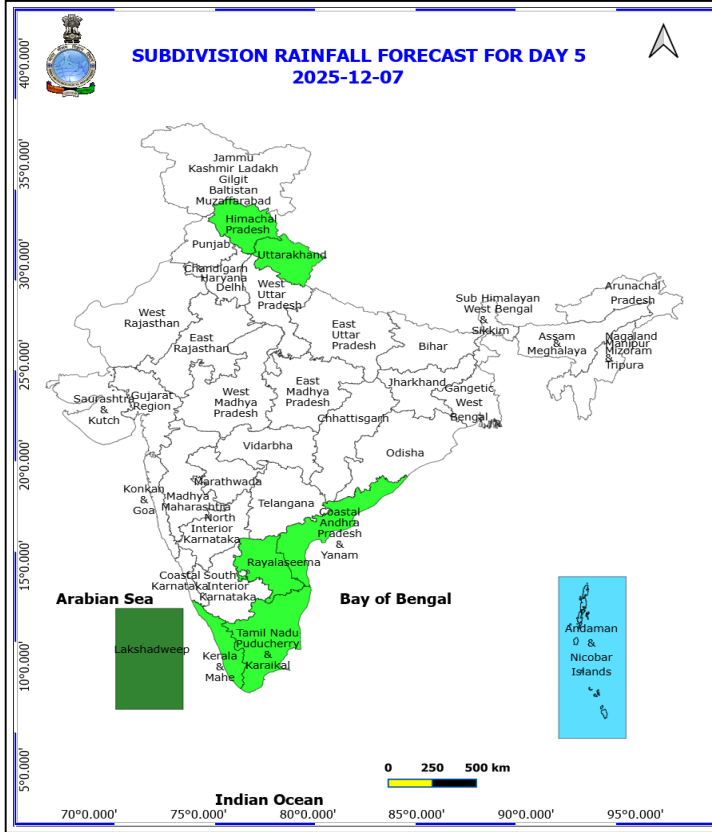 SUBDIVISION RAINFALL FORECAST FOR DAY 5
2025-12-07
40°0.000'
35°0.000'
30°0.000'
25°0.000'
20°0.000'
15°0.000'
10°0.000'
5°0.000'
Jammu
Kashmir Ladakh
Gilgit
Baltistan
Muzaffarabad
Himachal
Pradesh
Punjab
Uttarakhand
Chandigarh
Haryana
Delhi
West
Uttar
Pradesh
Arunachal
Pradesh
Sub Himalayan
West Bengal
&
Sikkim
West
Rajasthan
East
Rajasthan
East
Uttar
Pradesh
Bihar
Assam
&
Meghalaya
Nagaland
Manipur
Mizoram
&
Tripura
Saurashtra
&
Kutch
Gujarat
Region
West
Madhya
Pradesh
East
Madhya
Pradesh
Jharkhand
Gangetic
West
Bengal
Chhattisgarh
Vidarbha
Odisha
Konkan
&
Goa
Marathwada
Madhya
Maharashtra
Telangana
North
Interior
Karnataka
Coastal
Andhra
Pradesh
&
Yanam
Rayalaseema
Coastal
Karnataka
South
Interior
Karnataka
Arabian Sea
Bay of Bengal
Lakshadweep
Kerala
&
Mahe
Tamil Nadu
Puducherry
&
Karaikal
Andaman
&
Nicobar
Islands
0 250 500 km
Indian Ocean
70°0.000' 75°0.000' 80°0.000' 85°0.000' 90°0.000' 95°0.000'